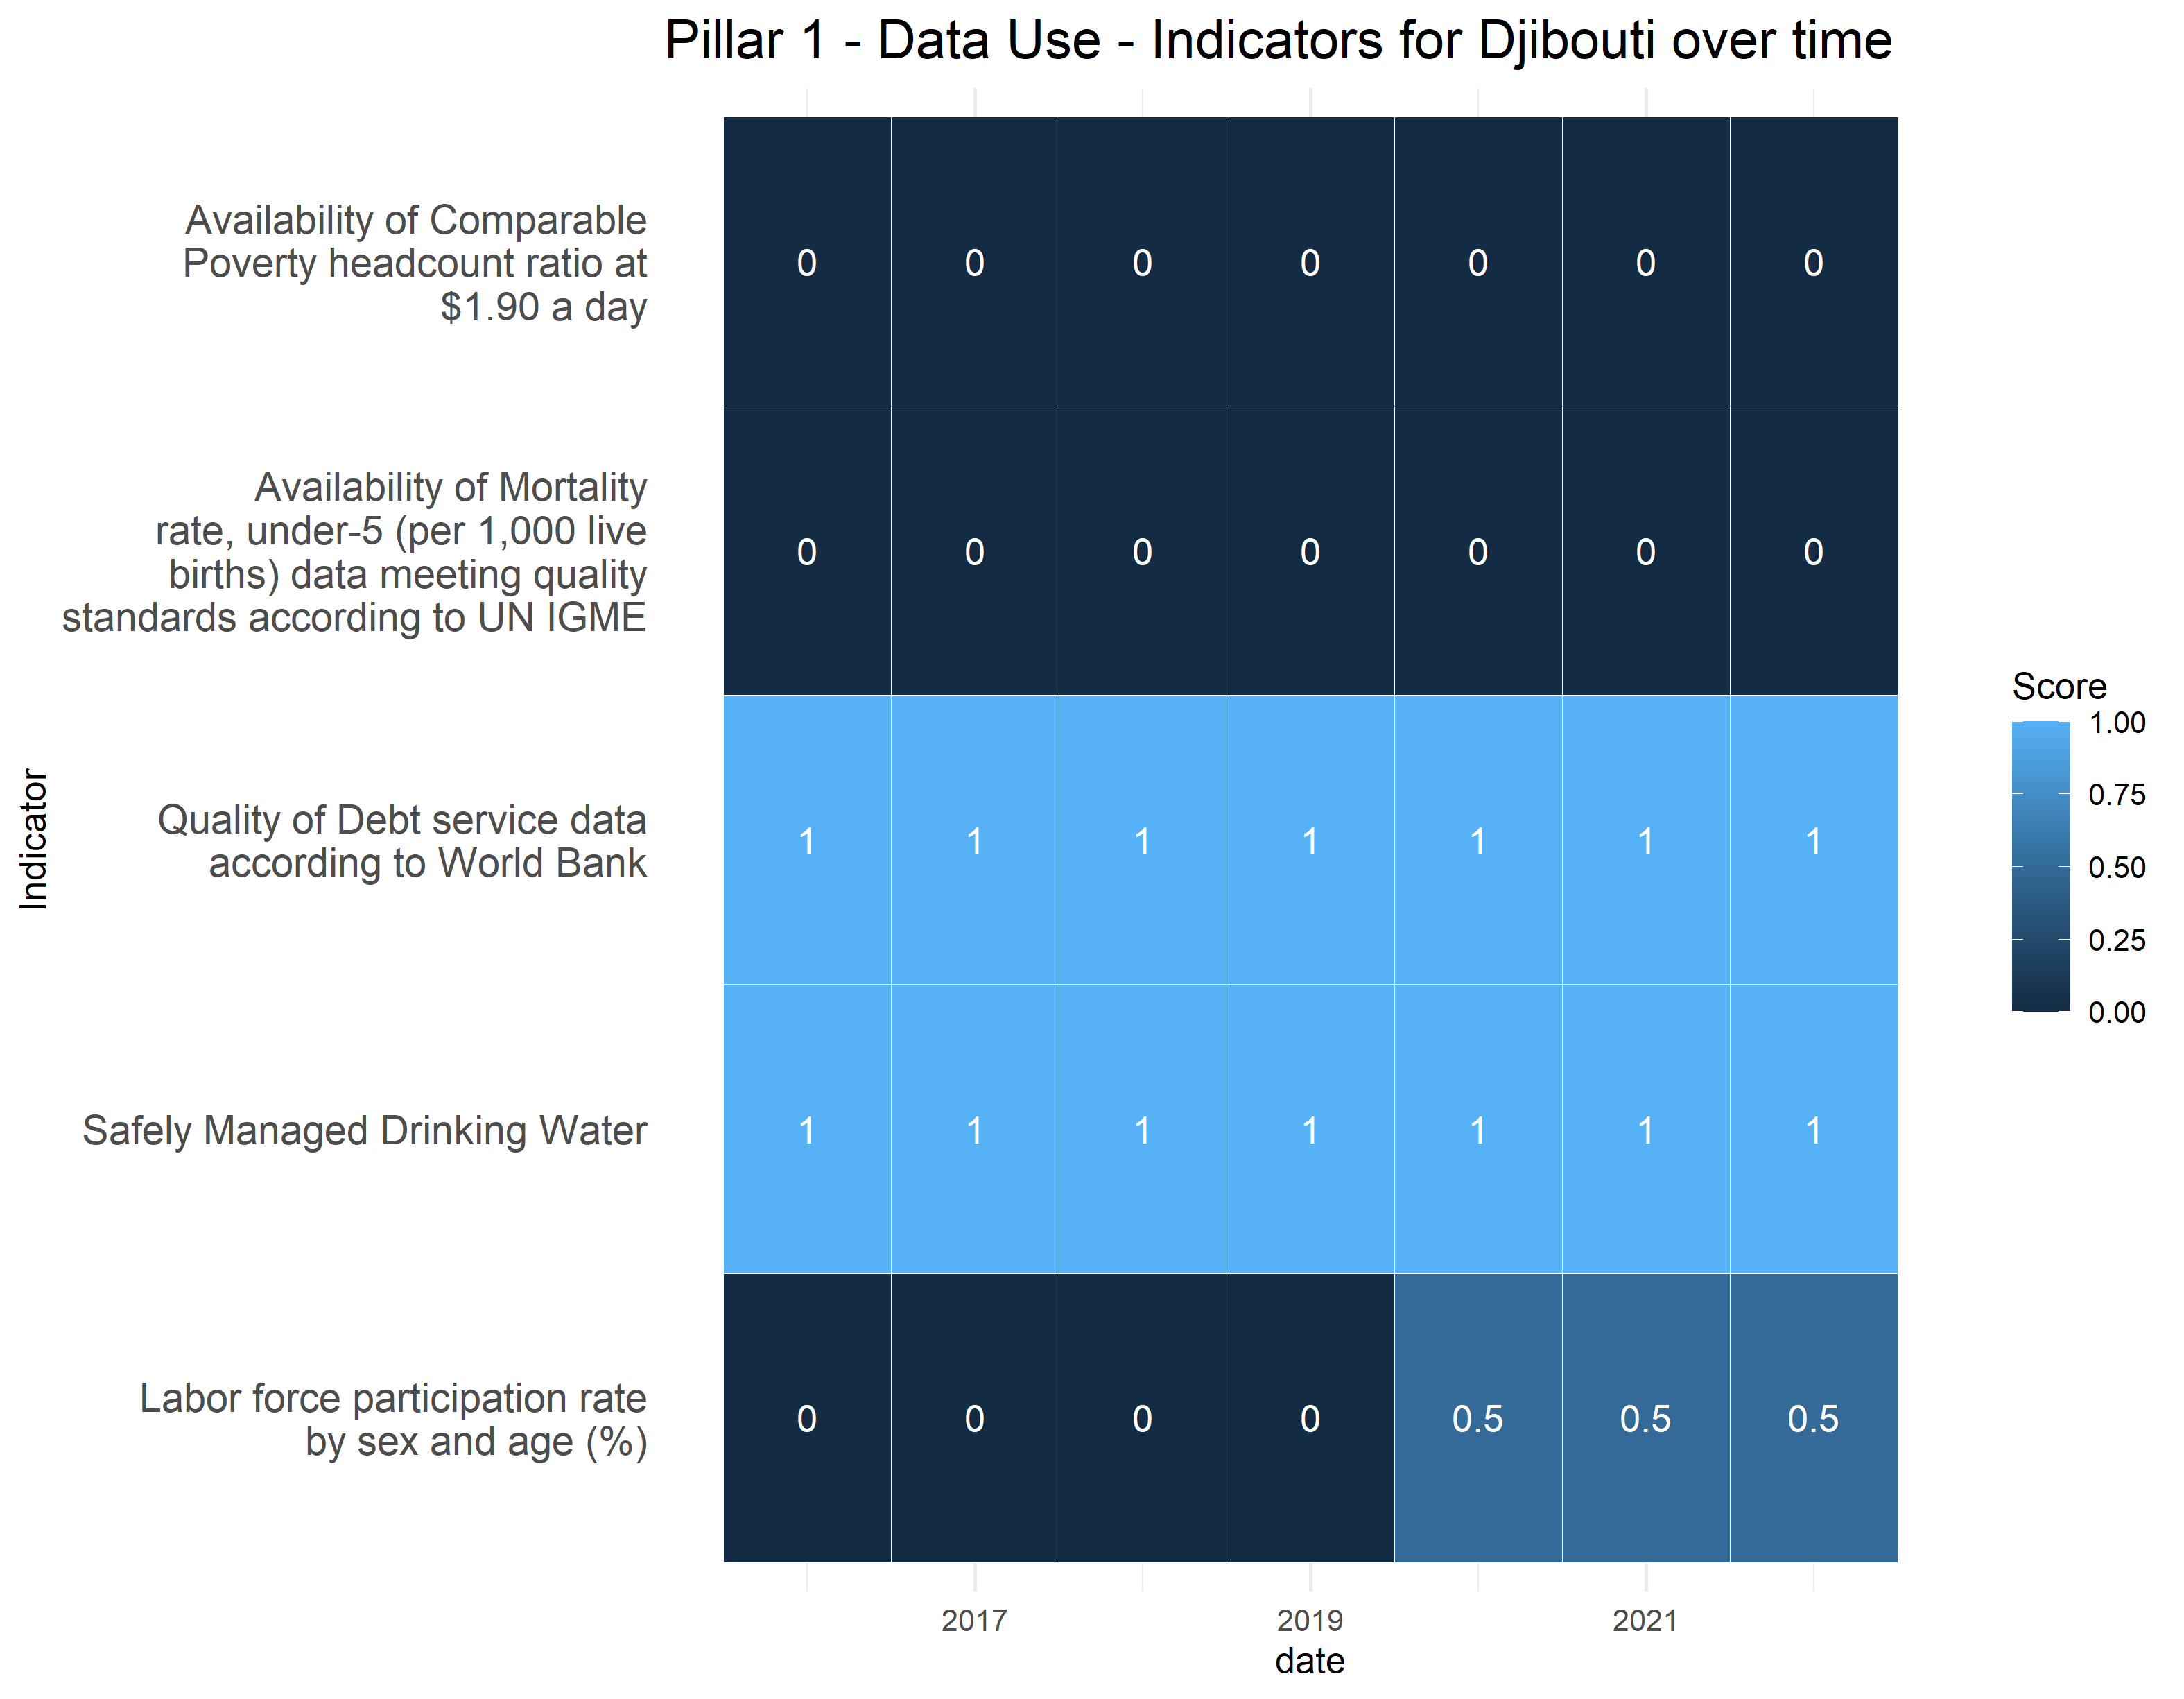 Pillar 1 - Data Use - Indicators for Djibouti over time
Availability of Comparable
Poverty headcount ratio at
$1.90 a day
0 0 0 0 0 0 0
Availability of Mortality
rate, under-5 (per 1,000 live
births) data meeting quality
standards according to UN IGME
0 0 0 0 0 0 0
Quality of Debt service data
according to World Bank
1 1 1 1 1 1 1
Safely Managed Drinking Water
1 1 1 1 1 1 1
Labor force participation rate
by sex and age (%)
0 0 0 0 0.5 0.5 0.5
Indicator
2017 2019 2021
date
Score
1.00
0.75
0.50
0.25
0.00